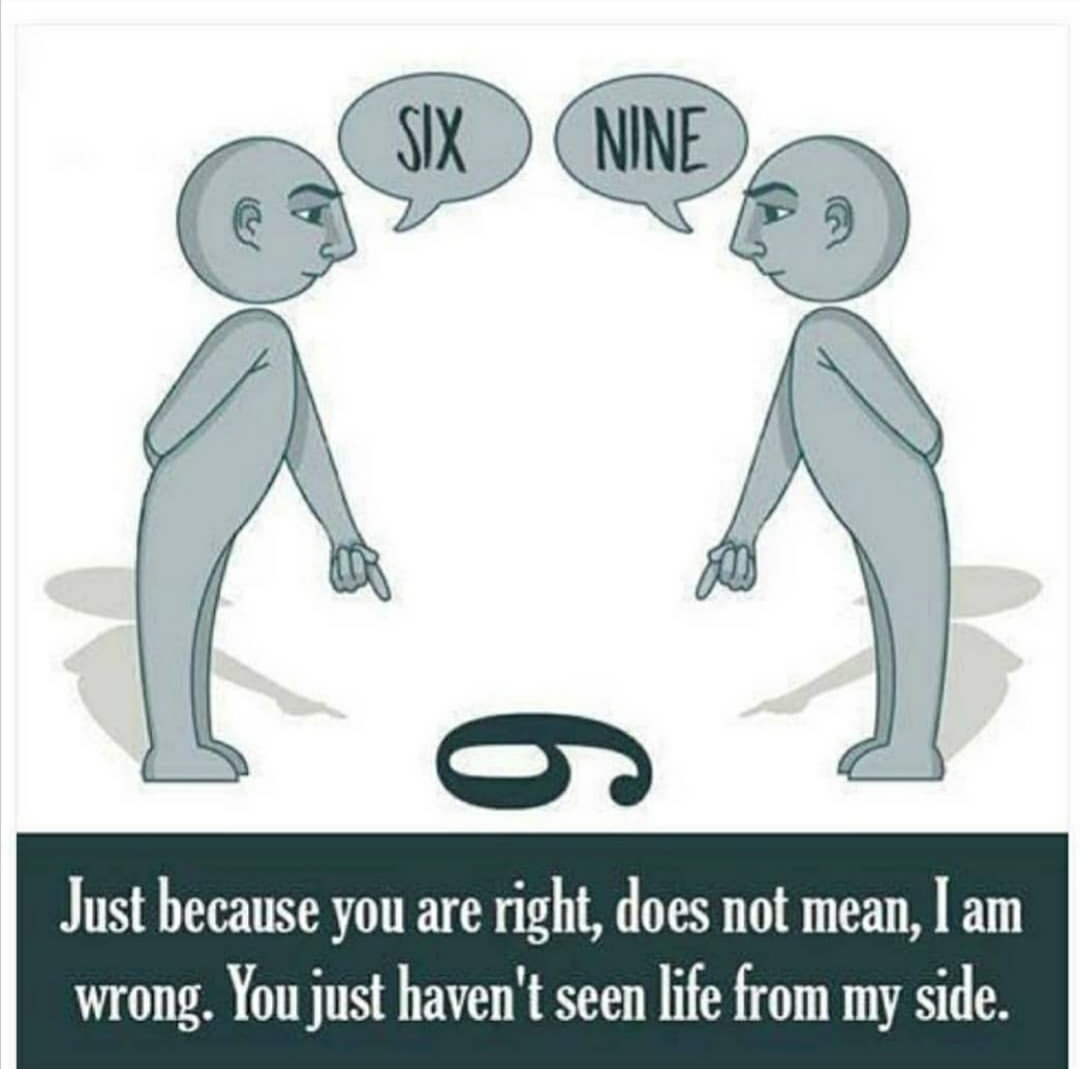 SIX
NINE
Just because you are right, does not mean, I am
wrong. You just haven't seen life from my side.